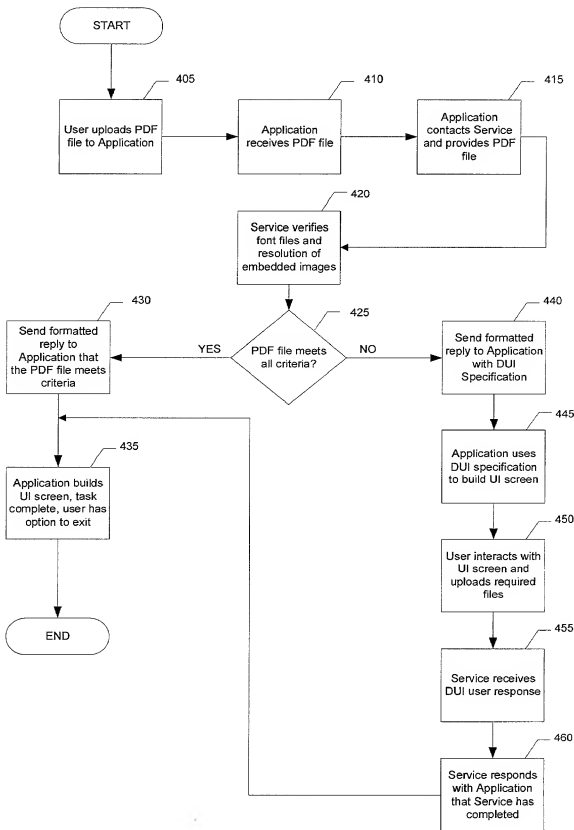 START
405
User uploads PDF
file to Application
410
Application
receives PDF file
415
Application
contacts Service
and provides PDF
file
420
Service verifies
font files and
resolution of
embedded images
425
PDF file meets
all criteria?
YES
NO
430
Send formatted
reply to
Application that
the PDF file meets
criteria
435
Application builds
UI screen, task
complete, user has
option to exit
END
440
Send formatted
reply to Application
with DUI
Specification
445
Application uses
DUI specification
to build UI screen
450
User interacts with
UI screen and
uploads required
files
455
Service receives
DUI user response
460
Service responds
with Application
that Service has
completed